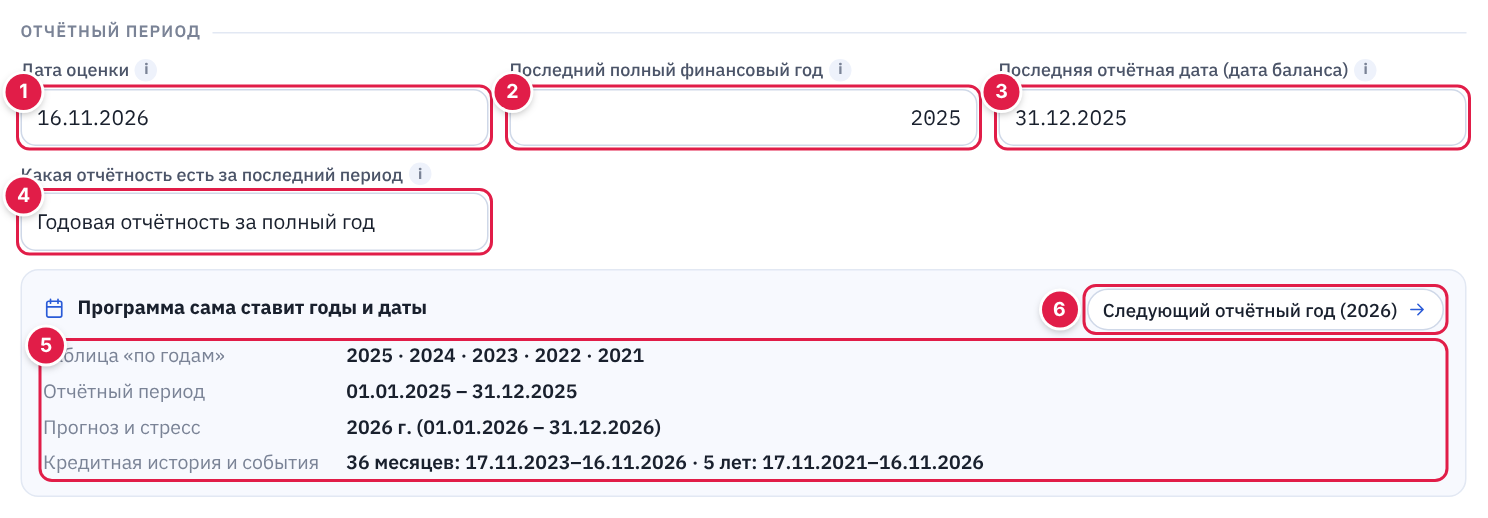 ОТЧЁТНЫЙ ПЕРИОД
Дата оценки i
Последний полный финансовый год i
Последняя отчётная дата (дата баланса) i
1
2
3
16.11.2026
2025
31.12.2025
Какая отчётность есть за последний период i
4
Годовая отчётность за полный год
Программа сама ставит годы и даты
6
Следующий отчётный год (2026) →
5
Таблица «по годам» 2025 · 2024 · 2023 · 2022 · 2021
Отчётный период 01.01.2025 – 31.12.2025
Прогноз и стресс 2026 г. (01.01.2026 – 31.12.2026)
Кредитная история и события 36 месяцев: 17.11.2023–16.11.2026 · 5 лет: 17.11.2021–16.11.2026